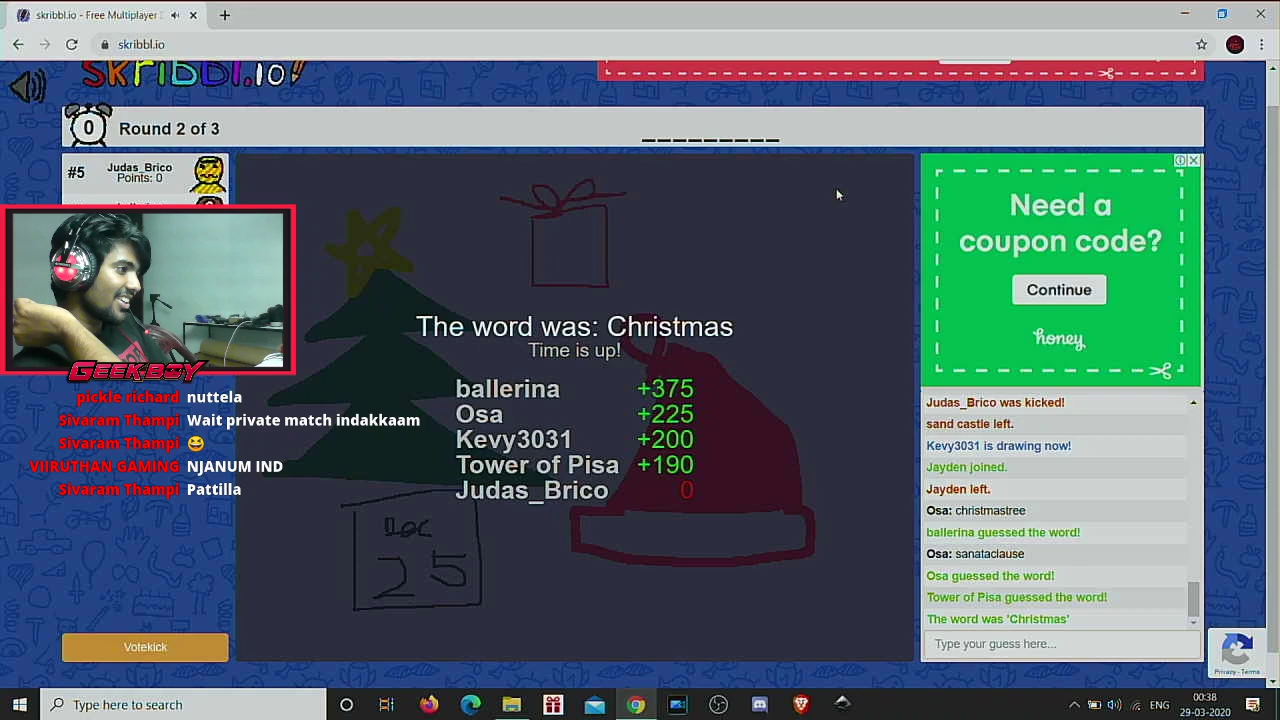 skribbl.io - Free Multiplayer
skribbl.io
skribbl.io
0
Round 2 of 3
_________
#5
Judas_Brico
Points: 0
Need a
coupon code?
Continue
honey
The word was: Christmas
Time is up!
ballerina +375
Osa +225
Kevy3031 +200
Tower of Pisa +190
Judas_Brico 0
DEC
25
GEEK BOY
pickle richard nuttela
Sivaram Thampi Wait private match indakkaam
Sivaram Thampi 😆
VIIRUTHAN GAMING NJANUM IND
Sivaram Thampi Pattilla
Votekick
Judas_Brico was kicked!
sand castle left.
Kevy3031 is drawing now!
Jayden joined.
Jayden left.
Osa: christmastree
ballerina guessed the word!
Osa: sanataclause
Osa guessed the word!
Tower of Pisa guessed the word!
The word was 'Christmas'
Type your guess here...
Privacy - Terms
Type here to search
ENG
00:38
29-03-2020